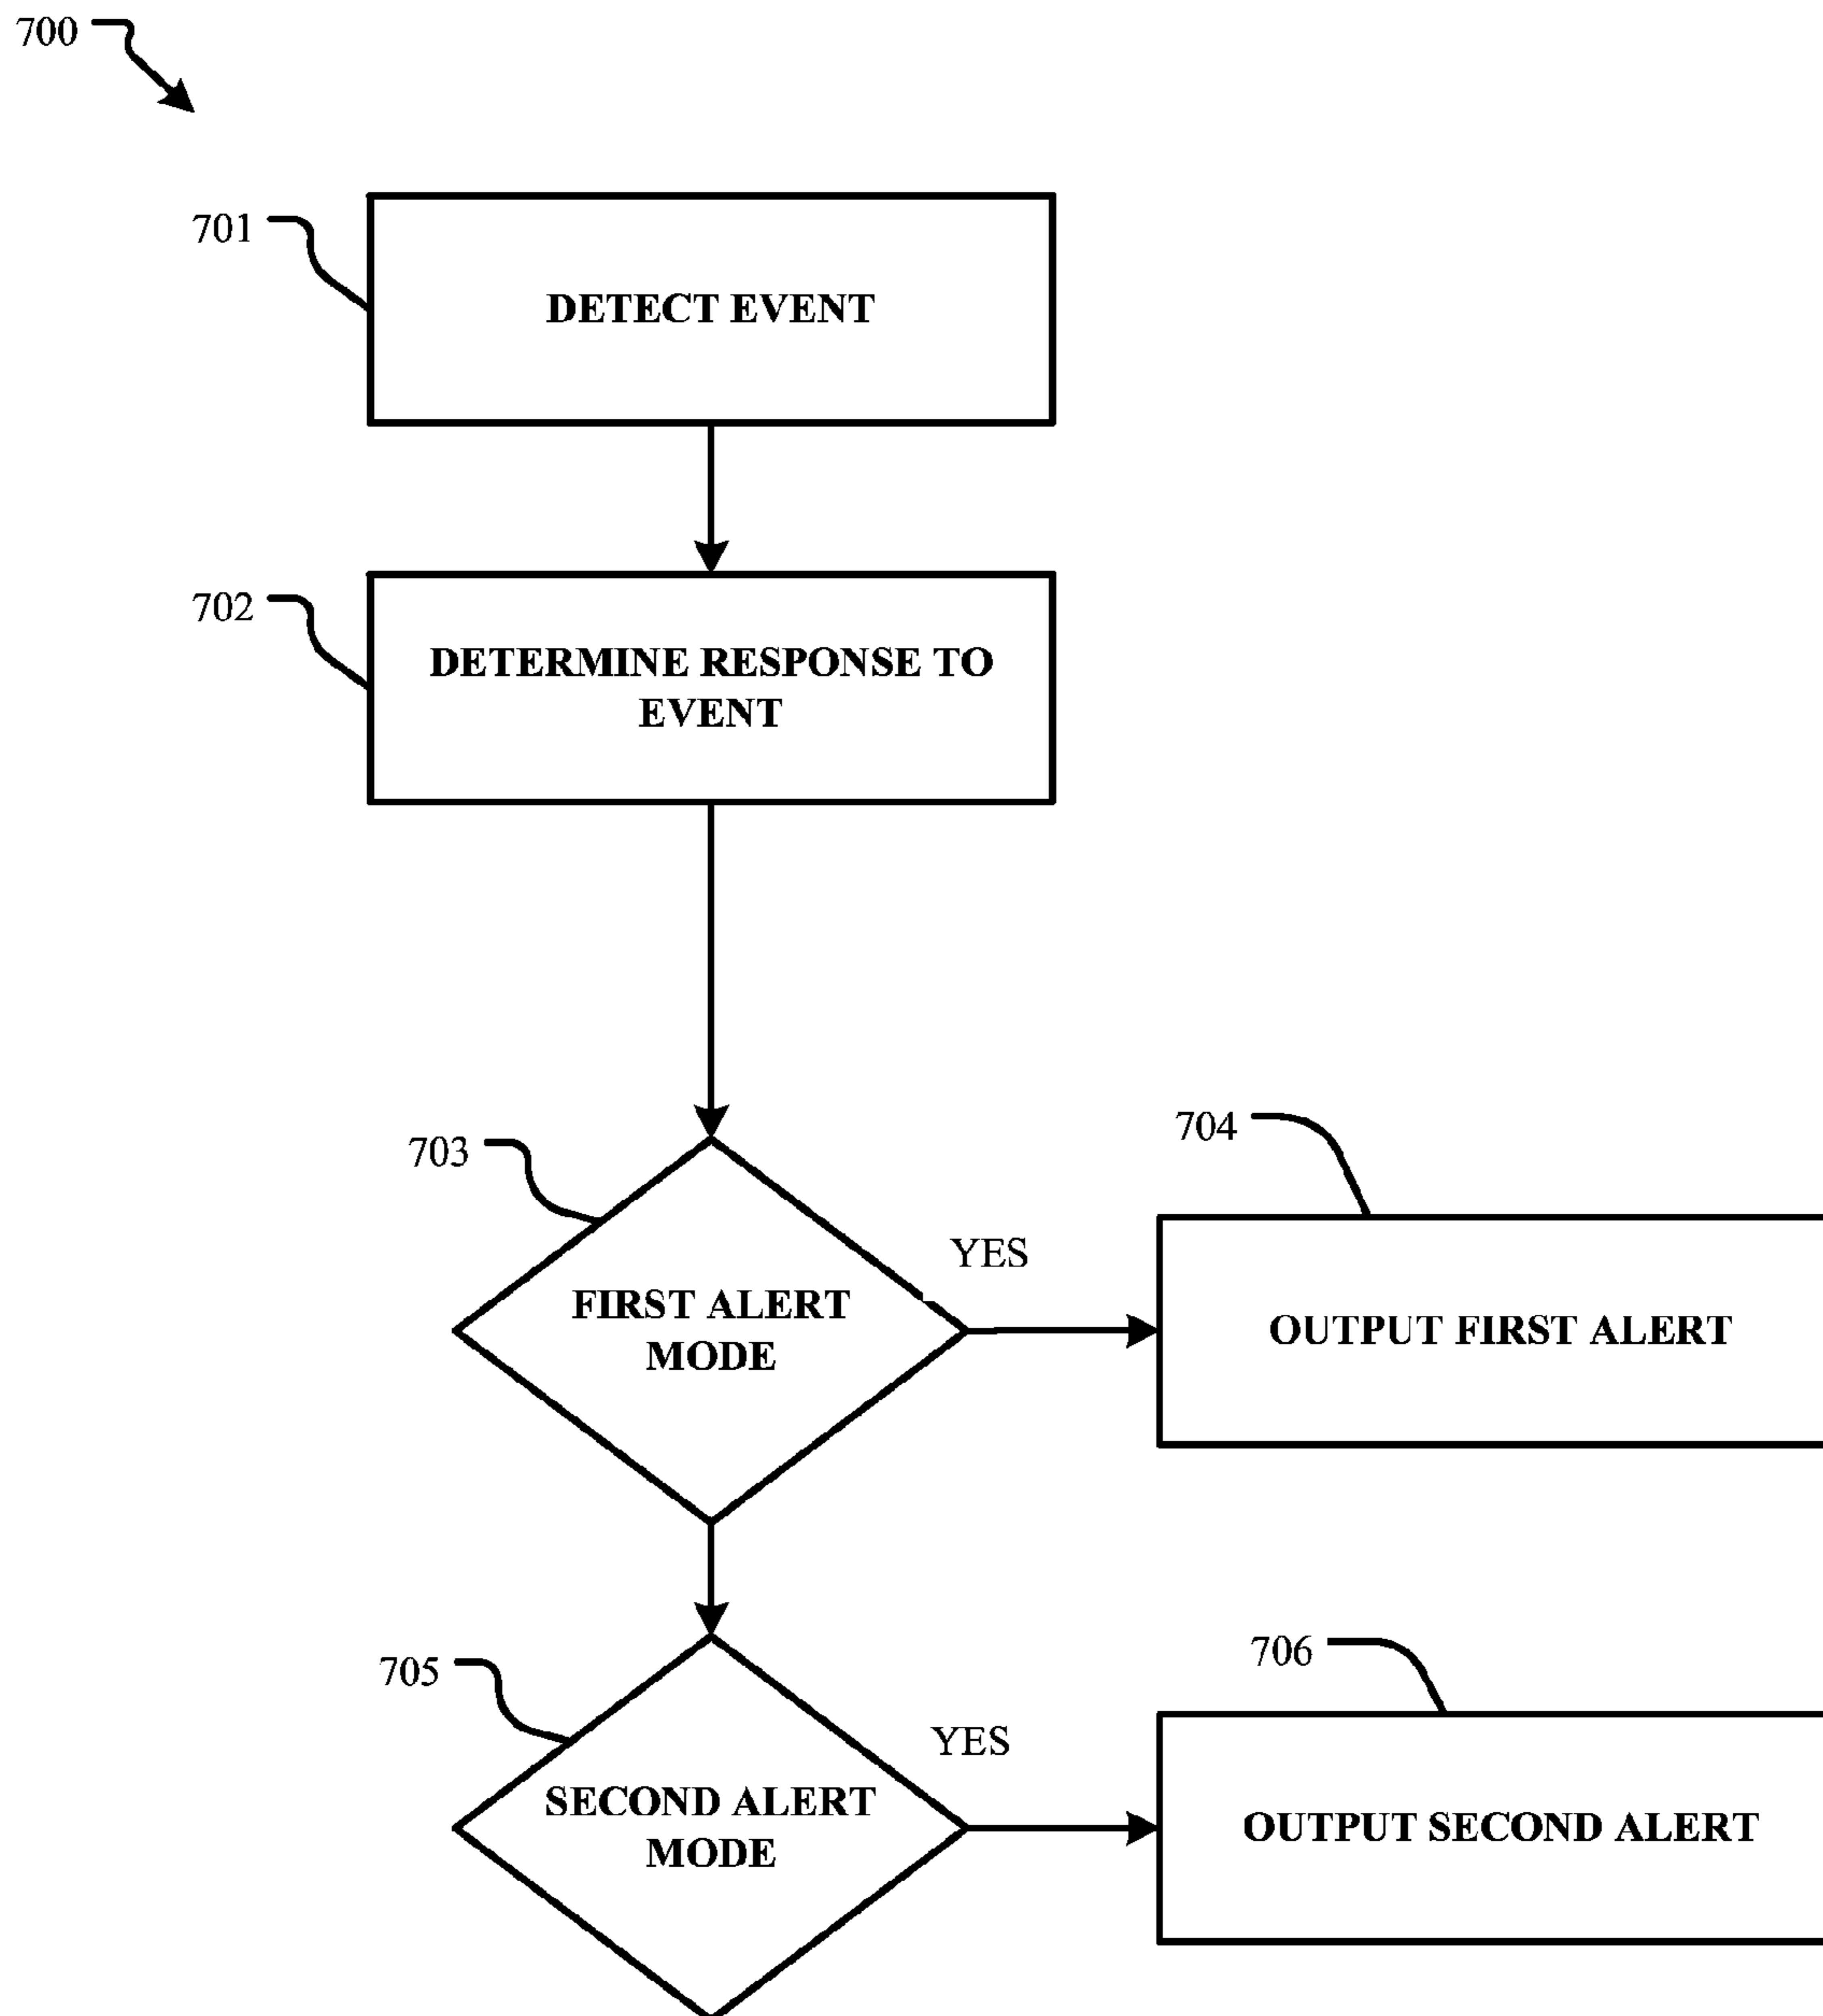 700
701
DETECT EVENT
702
DETERMINE RESPONSE TO
EVENT
703
704
YES
FIRST ALERT
MODE
OUTPUT FIRST ALERT
705
706
YES
SECOND ALERT
MODE
OUTPUT SECOND ALERT